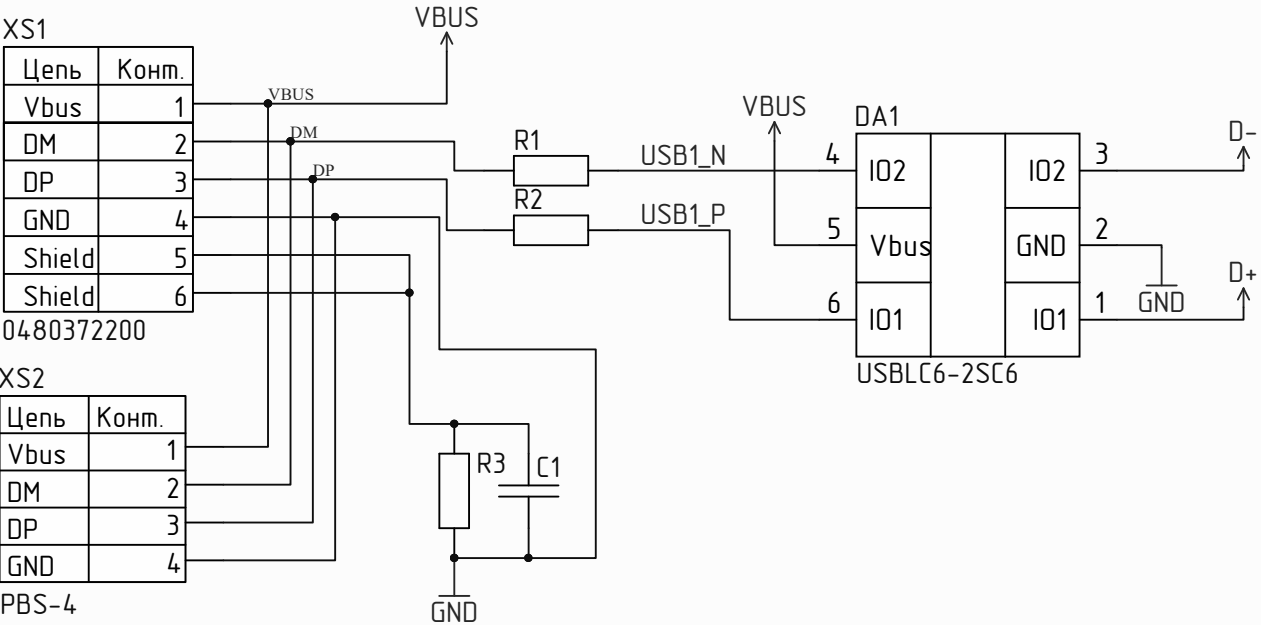 XS1
Цепь Конт.
Vbus 1
DM 2
DP 3
GND 4
Shield 5
Shield 6
0480372200
XS2
Цепь Конт.
Vbus 1
DM 2
DP 3
GND 4
PBS-4
VBUS
VBUS
DM
DP
R1
R2
USB1_N
USB1_P
R3
C1
GND
VBUS
DA1
4 IO2 IO2 3
5 Vbus GND 2
6 IO1 IO1 1
USBLC6-2SC6
D-
GND
D+